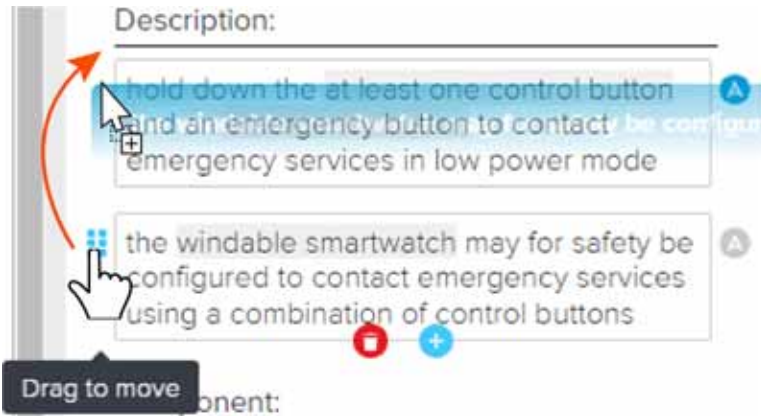 Description:
hold down the at least one control button A
and an emergency button to contact
emergency services in low power mode
the windable smartwatch may for safety be A
configured to contact emergency services
using a combination of control buttons
Drag to move
onent: